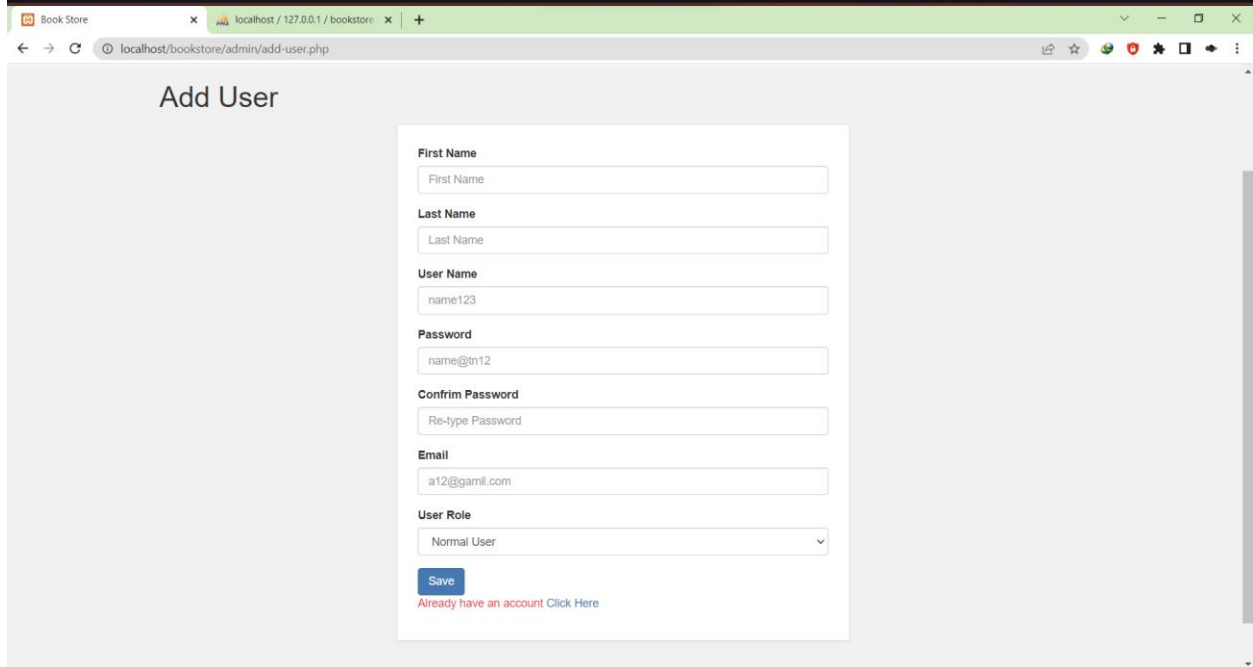 Book Store
localhost / 127.0.0.1 / bookstore
localhost/bookstore/admin/add-user.php
Add User
First Name
First Name
Last Name
Last Name
User Name
name123
Password
name@tn12
Confrim Password
Re-type Password
Email
a12@gamil.com
User Role
Normal User
Save
Already have an account Click Here